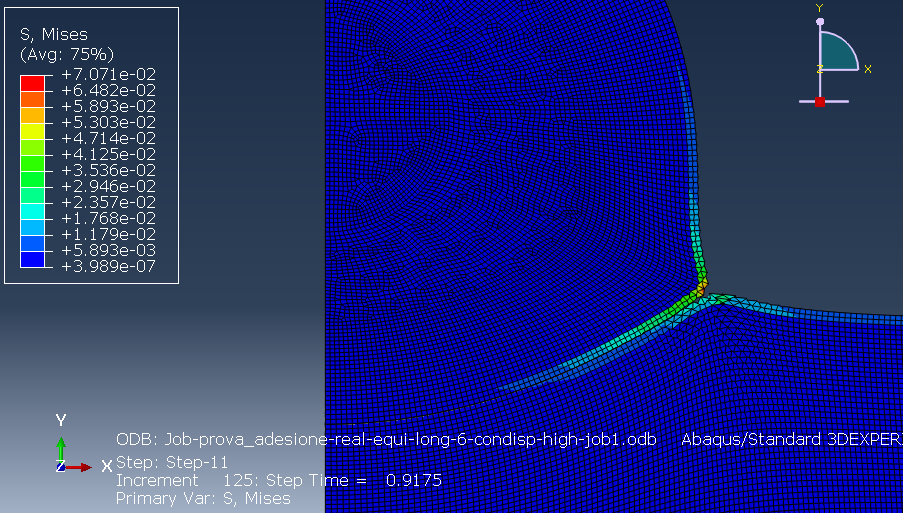 S, Mises
(Avg: 75%)
+7.071e-02
+6.482e-02
+5.893e-02
+5.303e-02
+4.714e-02
+4.125e-02
+3.536e-02
+2.946e-02
+2.357e-02
+1.768e-02
+1.179e-02
+5.893e-03
+3.989e-07
Y
Z X
Y
Z X
ODB: Job-prova_adesione-real-equi-long-6-condisp-high-job1.odb Abaqus/Standard 3DEXPER
Step: Step-11
Increment 125: Step Time = 0.9175
Primary Var: S, Mises